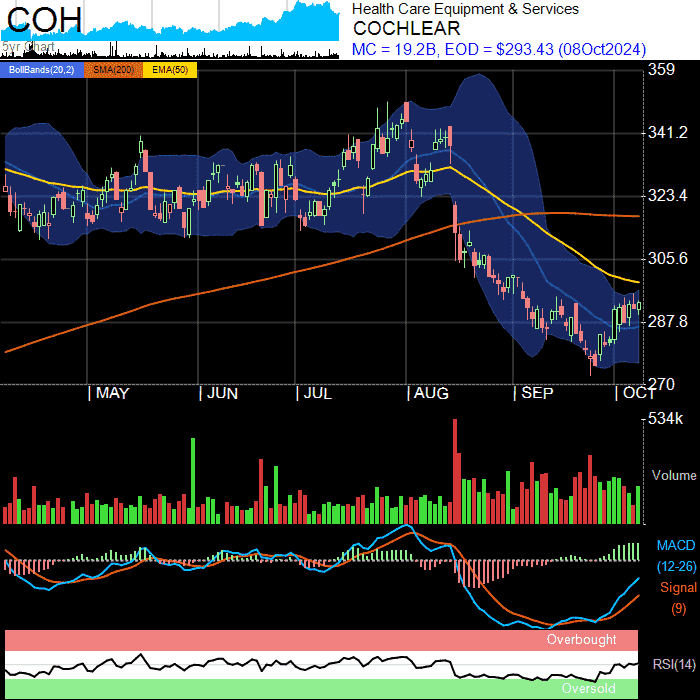 COH
Health Care Equipment & Services
COCHLEAR
MC = 19.2B, EOD = $293.43 (08Oct2024)
5yr Chart
BollBands(20,2) SMA(200) EMA(50)
359
341.2
323.4
305.6
287.8
270
MAY JUN JUL AUG SEP OCT
534k
Volume
MACD
(12-26)
Signal
(9)
Overbought
RSI(14)
Oversold